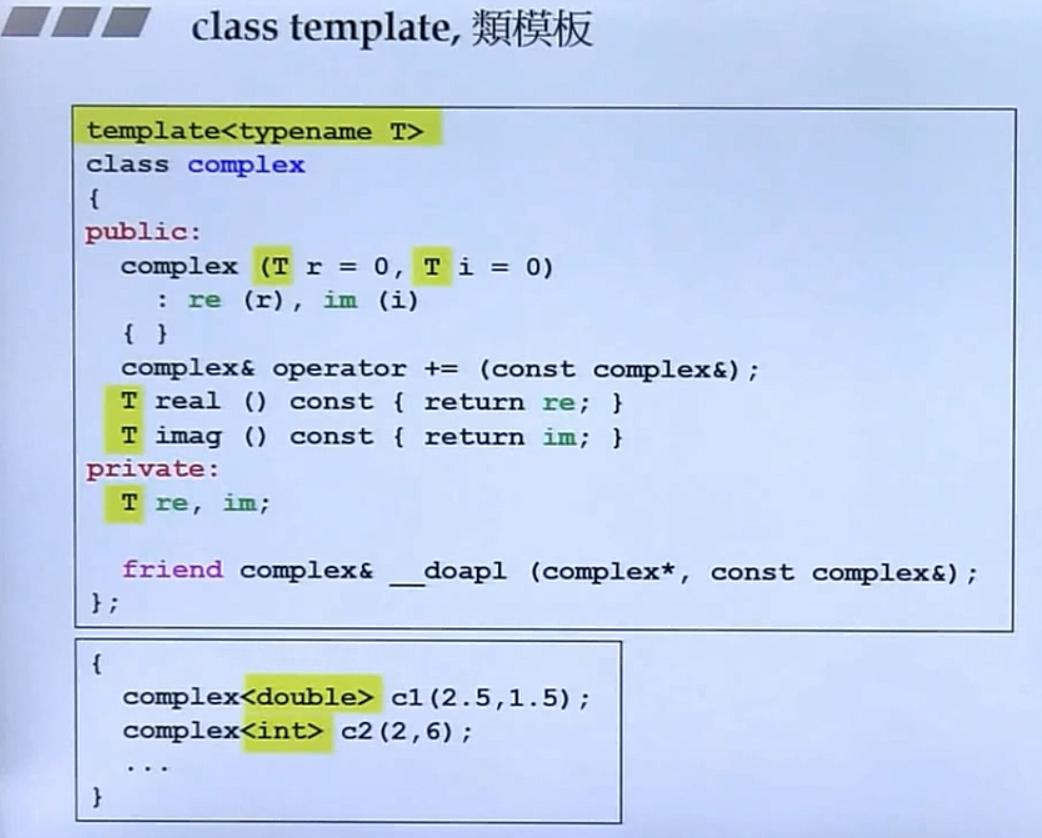 class template, 類模板
template<typename T>
class complex
{
public:
complex (T r = 0, T i = 0)
: re (r), im (i)
{ }
complex& operator += (const complex&);
T real () const { return re; }
T imag () const { return im; }
private:
T re, im;
friend complex& __doapl (complex*, const complex&);
};
{
complex<double> c1(2.5,1.5);
complex<int> c2(2,6);
...
}